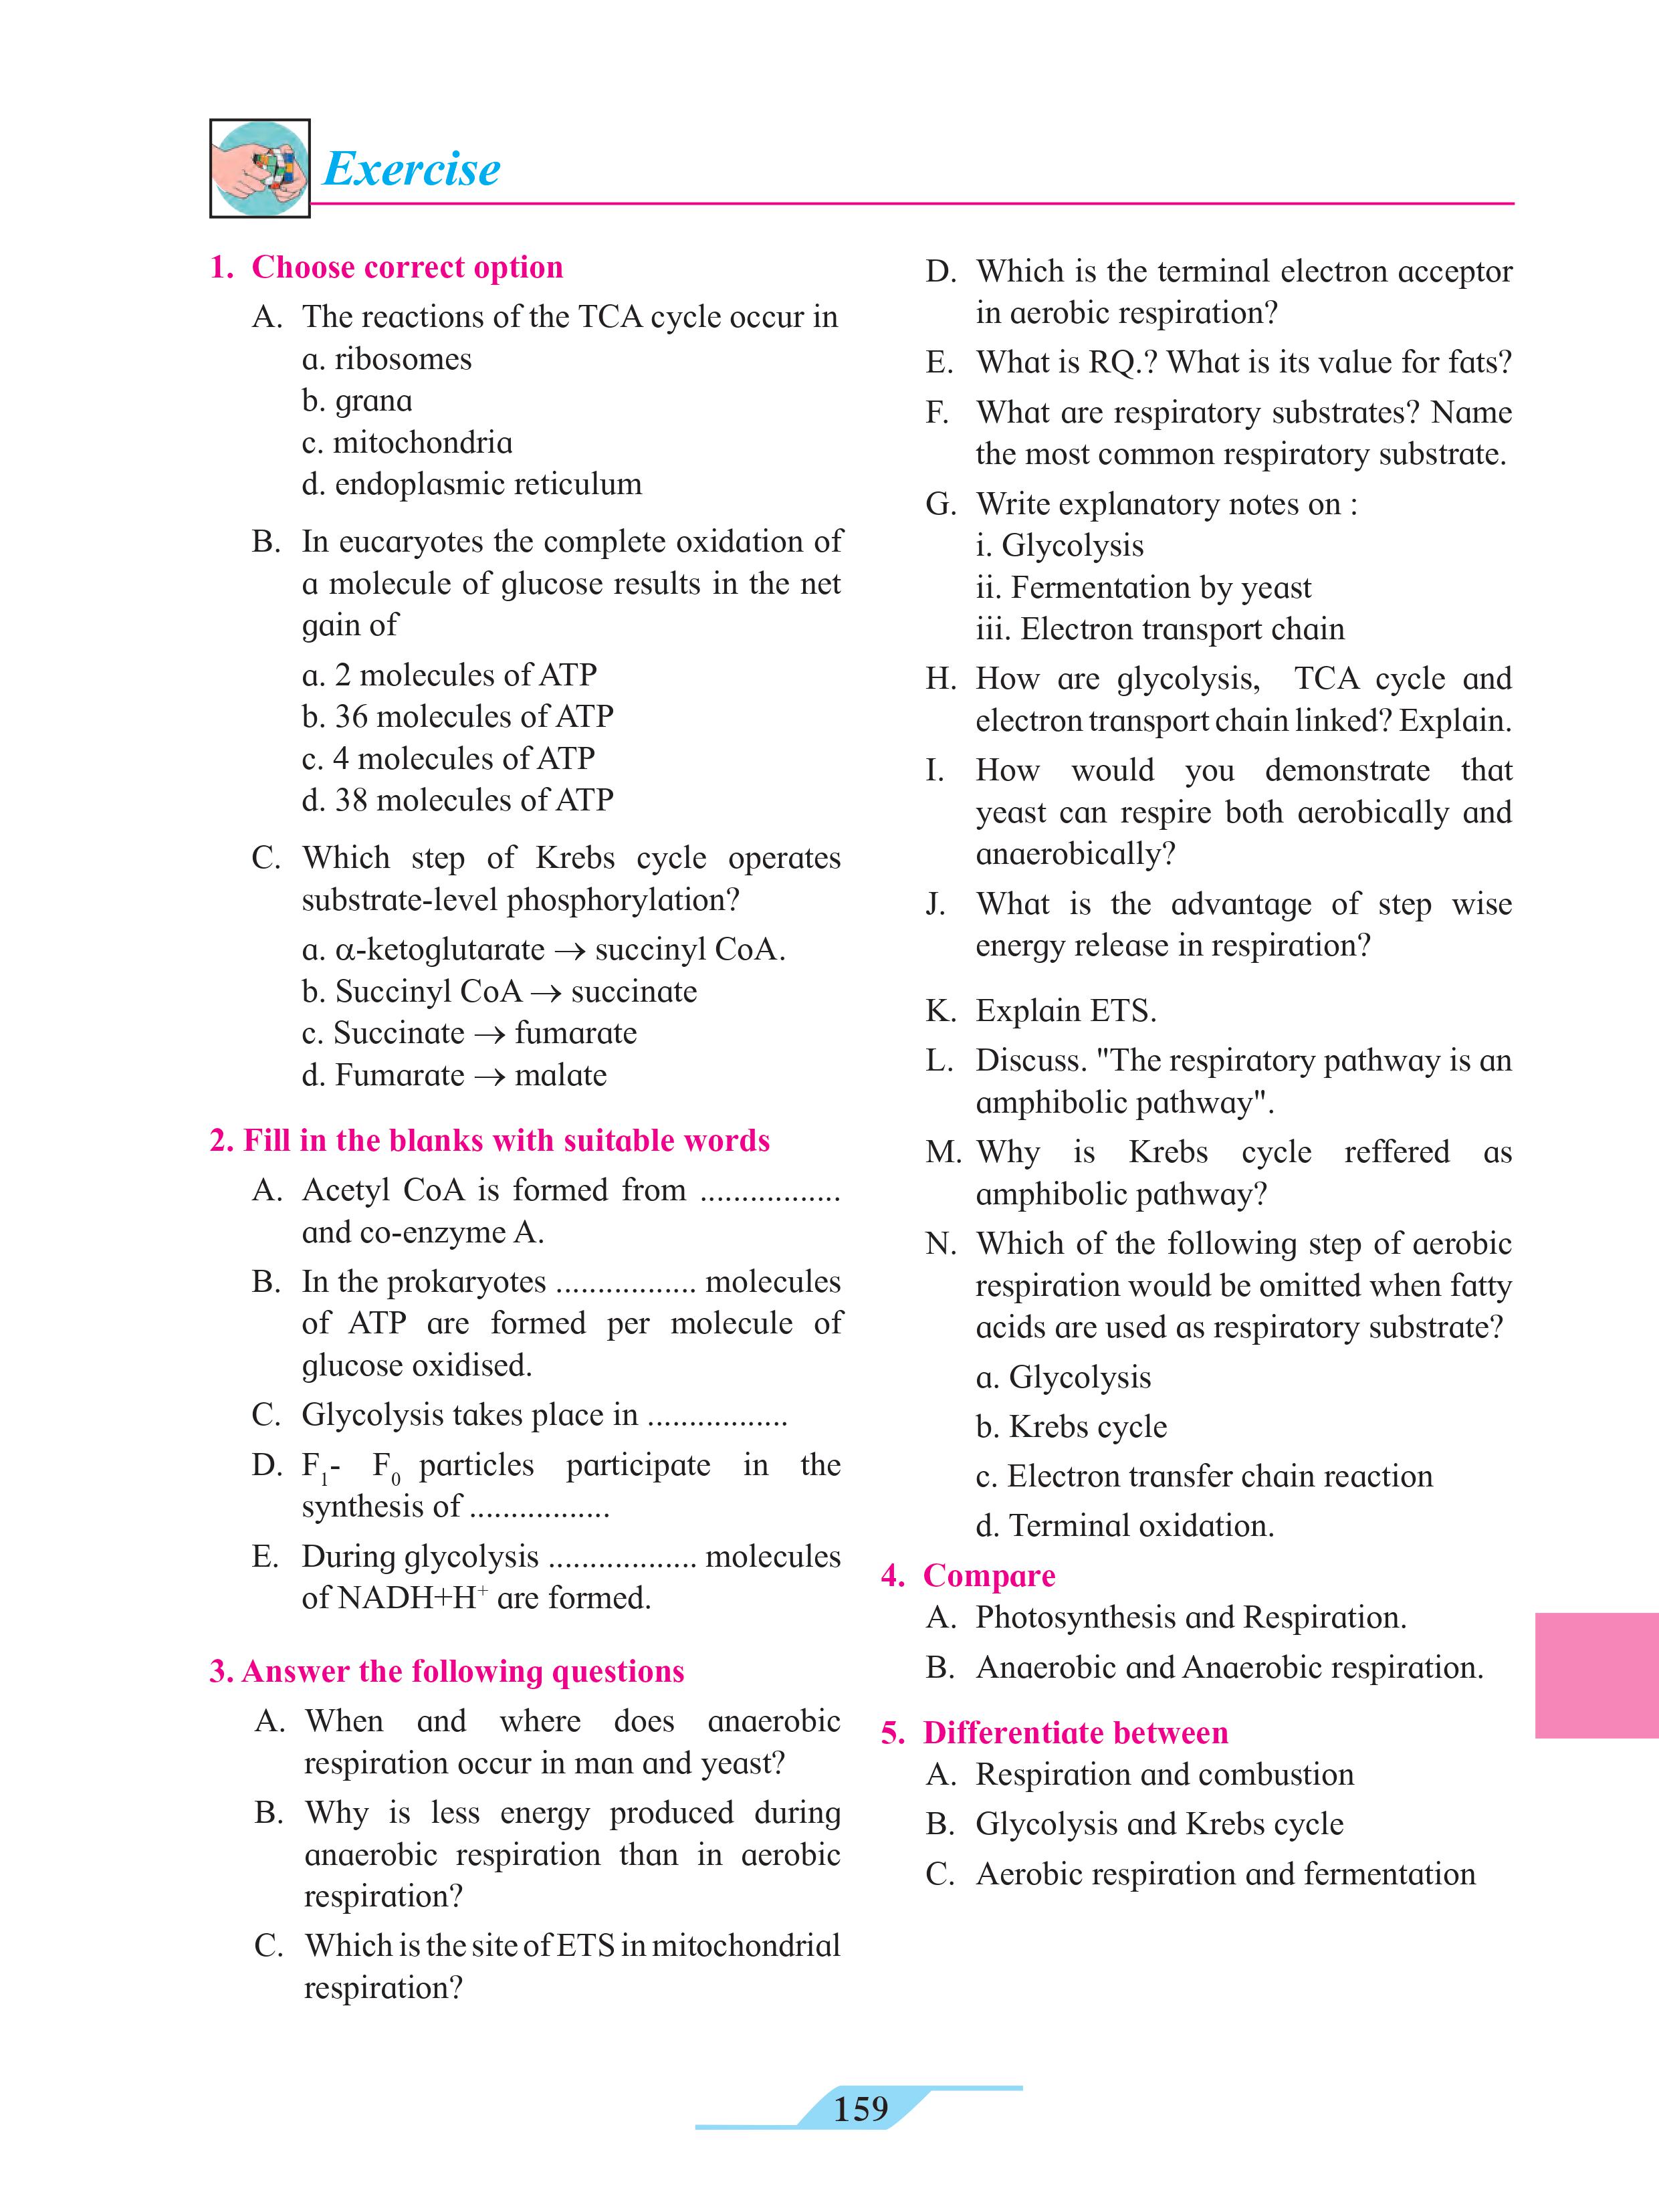 Exercise
1. Choose correct option
A. The reactions of the TCA cycle occur in
a. ribosomes
b. grana
c. mitochondria
d. endoplasmic reticulum
B. In eucaryotes the complete oxidation of
a molecule of glucose results in the net
gain of
a. 2 molecules of ATP
b. 36 molecules of ATP
c. 4 molecules of ATP
d. 38 molecules of ATP
C. Which step of Krebs cycle operates
substrate-level phosphorylation?
a. α-ketoglutarate → succinyl CoA.
b. Succinyl CoA → succinate
c. Succinate → fumarate
d. Fumarate → malate
2. Fill in the blanks with suitable words
A. Acetyl CoA is formed from .................
and co-enzyme A.
B. In the prokaryotes ................. molecules
of ATP are formed per molecule of
glucose oxidised.
C. Glycolysis takes place in .................
D. F₁- F₀ particles participate in the
synthesis of .................
E. During glycolysis .................. molecules
of NADH+H⁺ are formed.
3. Answer the following questions
A. When and where does anaerobic
respiration occur in man and yeast?
B. Why is less energy produced during
anaerobic respiration than in aerobic
respiration?
C. Which is the site of ETS in mitochondrial
respiration?
D. Which is the terminal electron acceptor
in aerobic respiration?
E. What is RQ.? What is its value for fats?
F. What are respiratory substrates? Name
the most common respiratory substrate.
G. Write explanatory notes on :
i. Glycolysis
ii. Fermentation by yeast
iii. Electron transport chain
H. How are glycolysis, TCA cycle and
electron transport chain linked? Explain.
I. How would you demonstrate that
yeast can respire both aerobically and
anaerobically?
J. What is the advantage of step wise
energy release in respiration?
K. Explain ETS.
L. Discuss. "The respiratory pathway is an
amphibolic pathway".
M. Why is Krebs cycle reffered as
amphibolic pathway?
N. Which of the following step of aerobic
respiration would be omitted when fatty
acids are used as respiratory substrate?
a. Glycolysis
b. Krebs cycle
c. Electron transfer chain reaction
d. Terminal oxidation.
4. Compare
A. Photosynthesis and Respiration.
B. Anaerobic and Anaerobic respiration.
5. Differentiate between
A. Respiration and combustion
B. Glycolysis and Krebs cycle
C. Aerobic respiration and fermentation
159